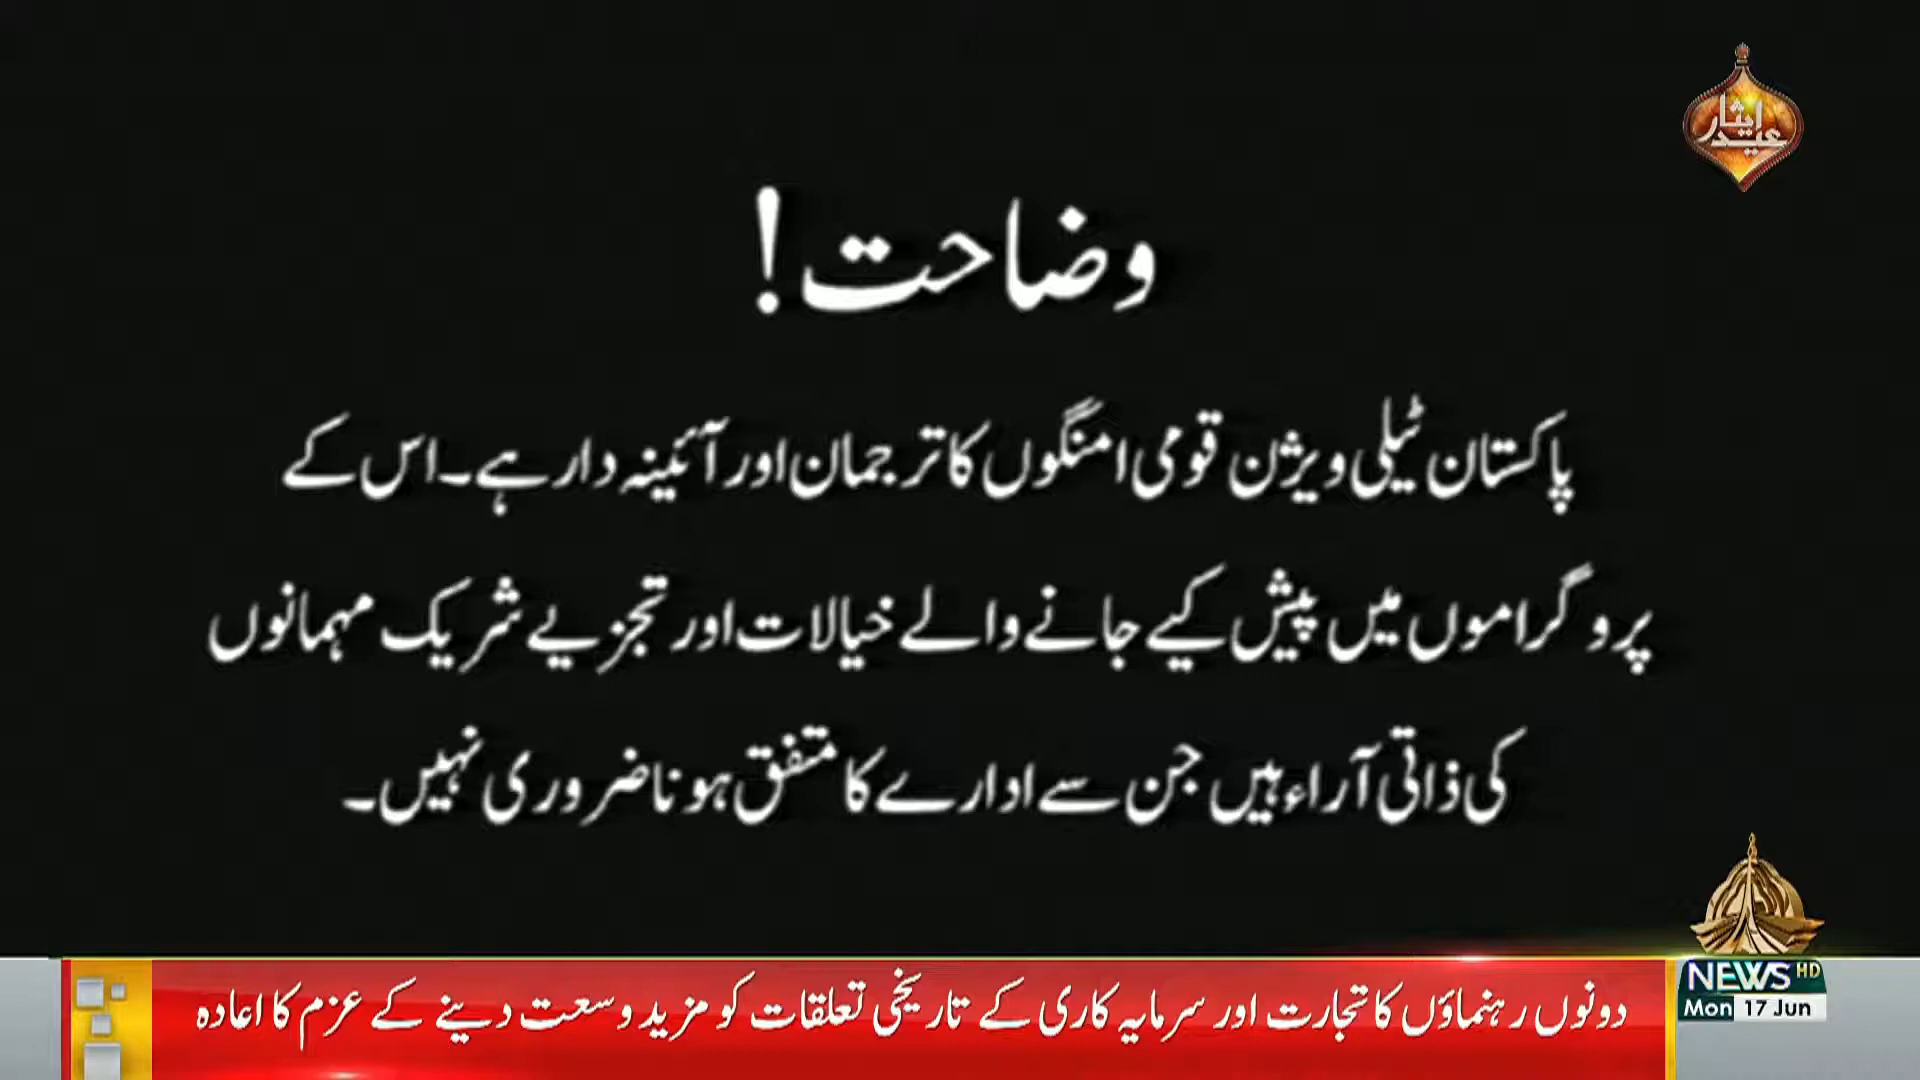 عید ایثار
وضاحت!
پاکستان ٹیلی ویژن قومی امنگوں کا ترجمان اور آئینہ دار ہے۔ اس کے
پروگراموں میں پیش کیے جانے والے خیالات اور تجزیے شریک مہمانوں
کی ذاتی آراء ہیں جن سے ادارے کا متفق ہونا ضروری نہیں۔
NEWS HD
Mon 17 Jun
دونوں رہنماؤں کا تجارت اور سرمایہ کاری کے تاریخی تعلقات کو مزید وسعت دینے کے عزم کا اعادہ